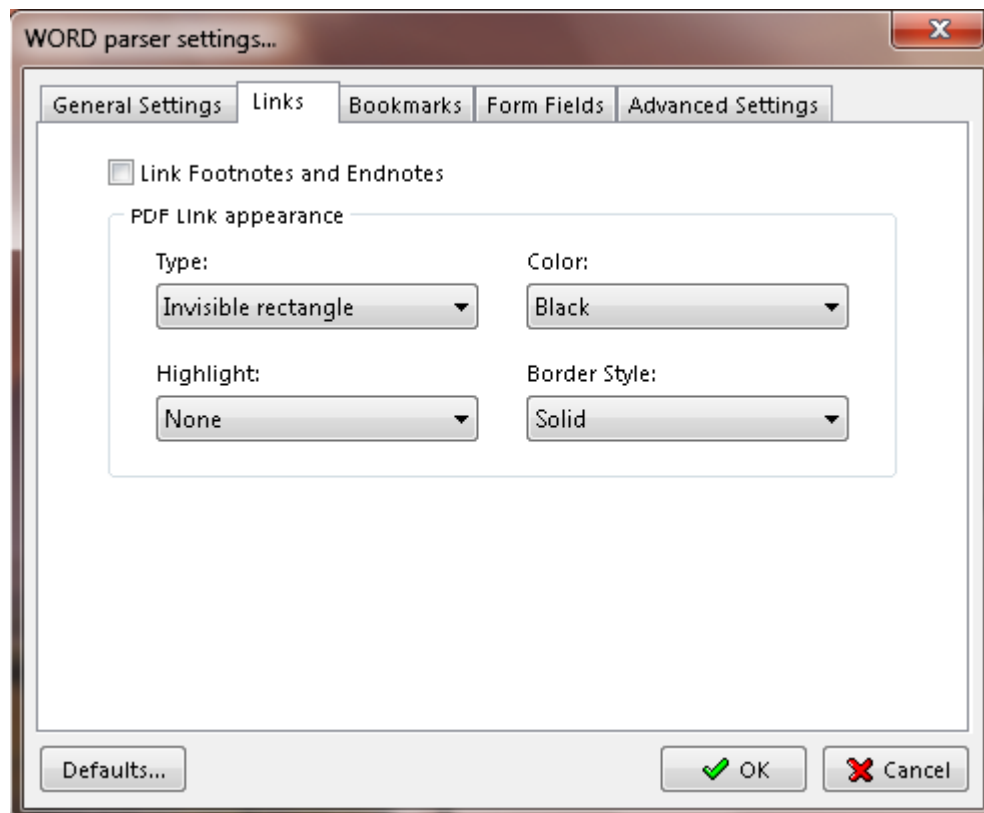 WORD parser settings...
General Settings Links Bookmarks Form Fields Advanced Settings
Link Footnotes and Endnotes
PDF Link appearance
Type: Color:
Invisible rectangle Black
Highlight: Border Style:
None Solid
Defaults... OK Cancel